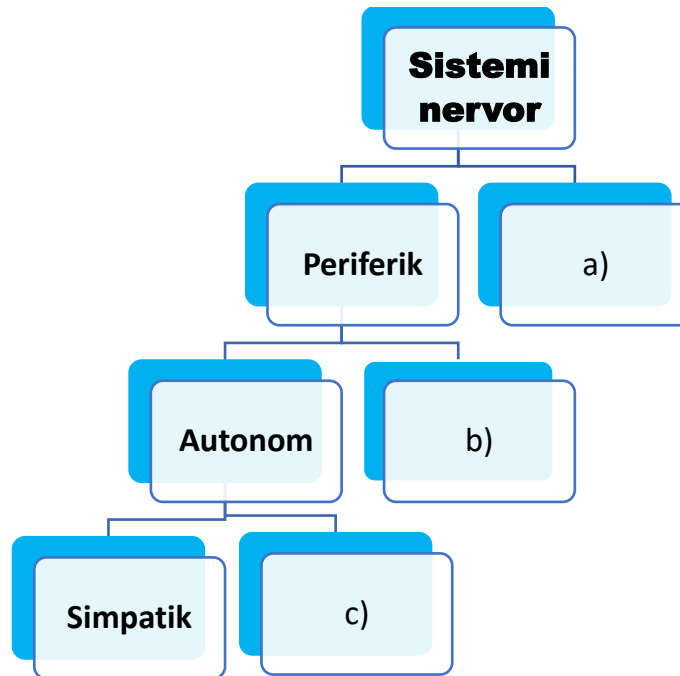 Sistemi
nervor
Periferik
a)
Autonom
b)
Simpatik
c)